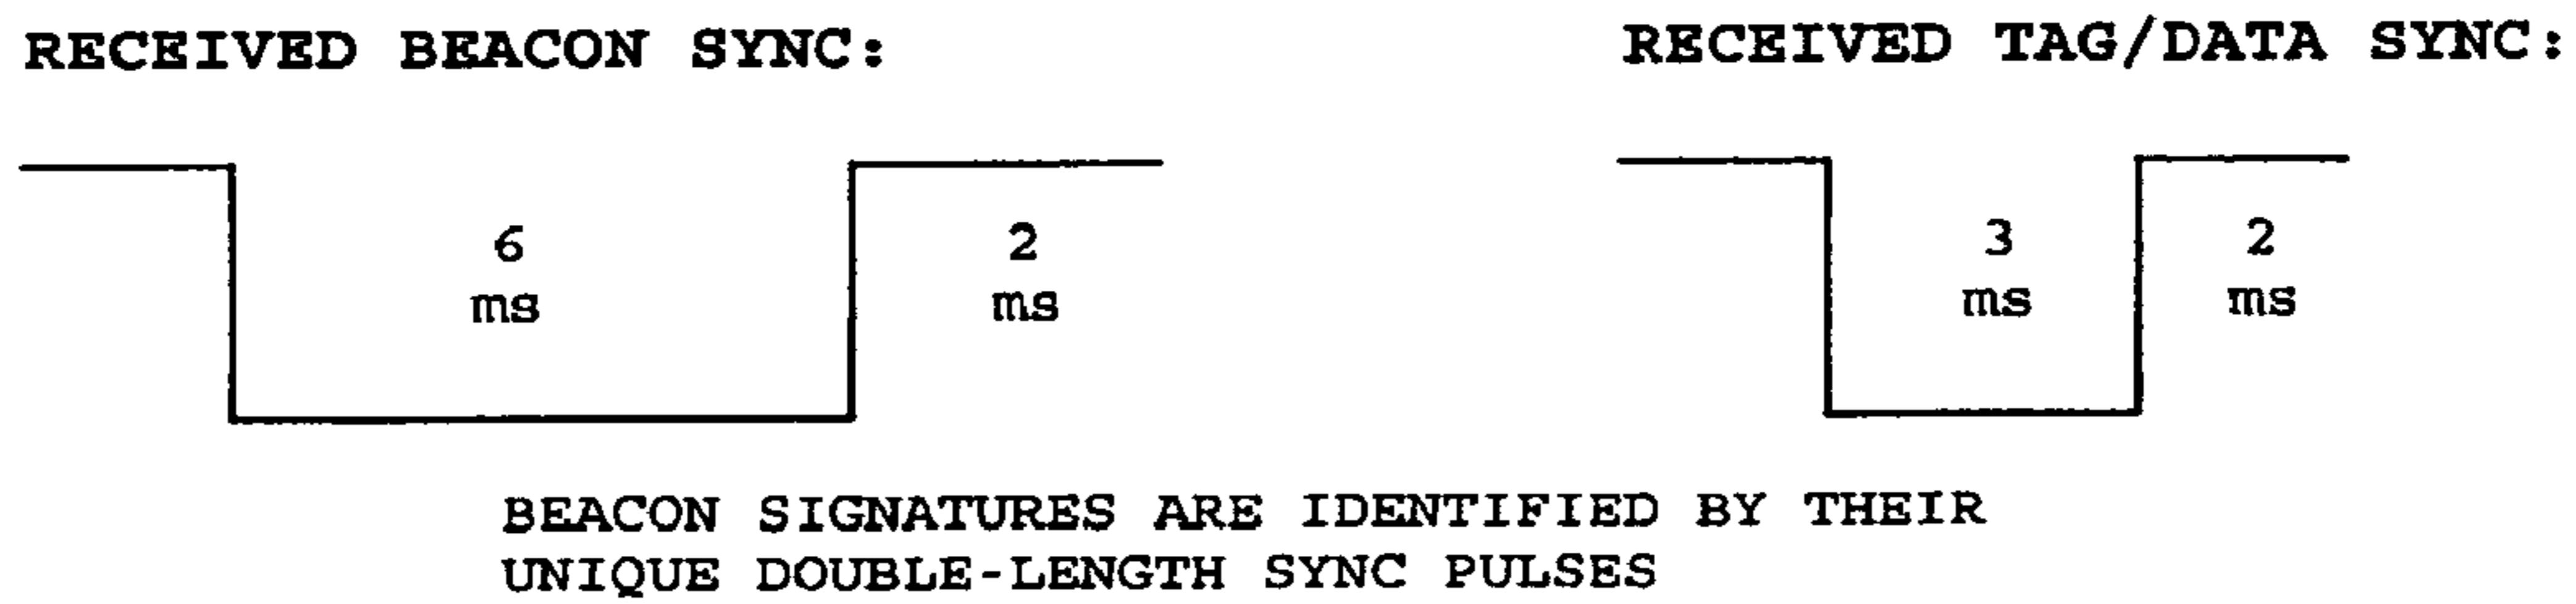 RECEIVED BEACON SYNC:
RECEIVED TAG/DATA SYNC:
6
ms
2
ms
3
ms
2
ms
BEACON SIGNATURES ARE IDENTIFIED BY THEIR
UNIQUE DOUBLE-LENGTH SYNC PULSES